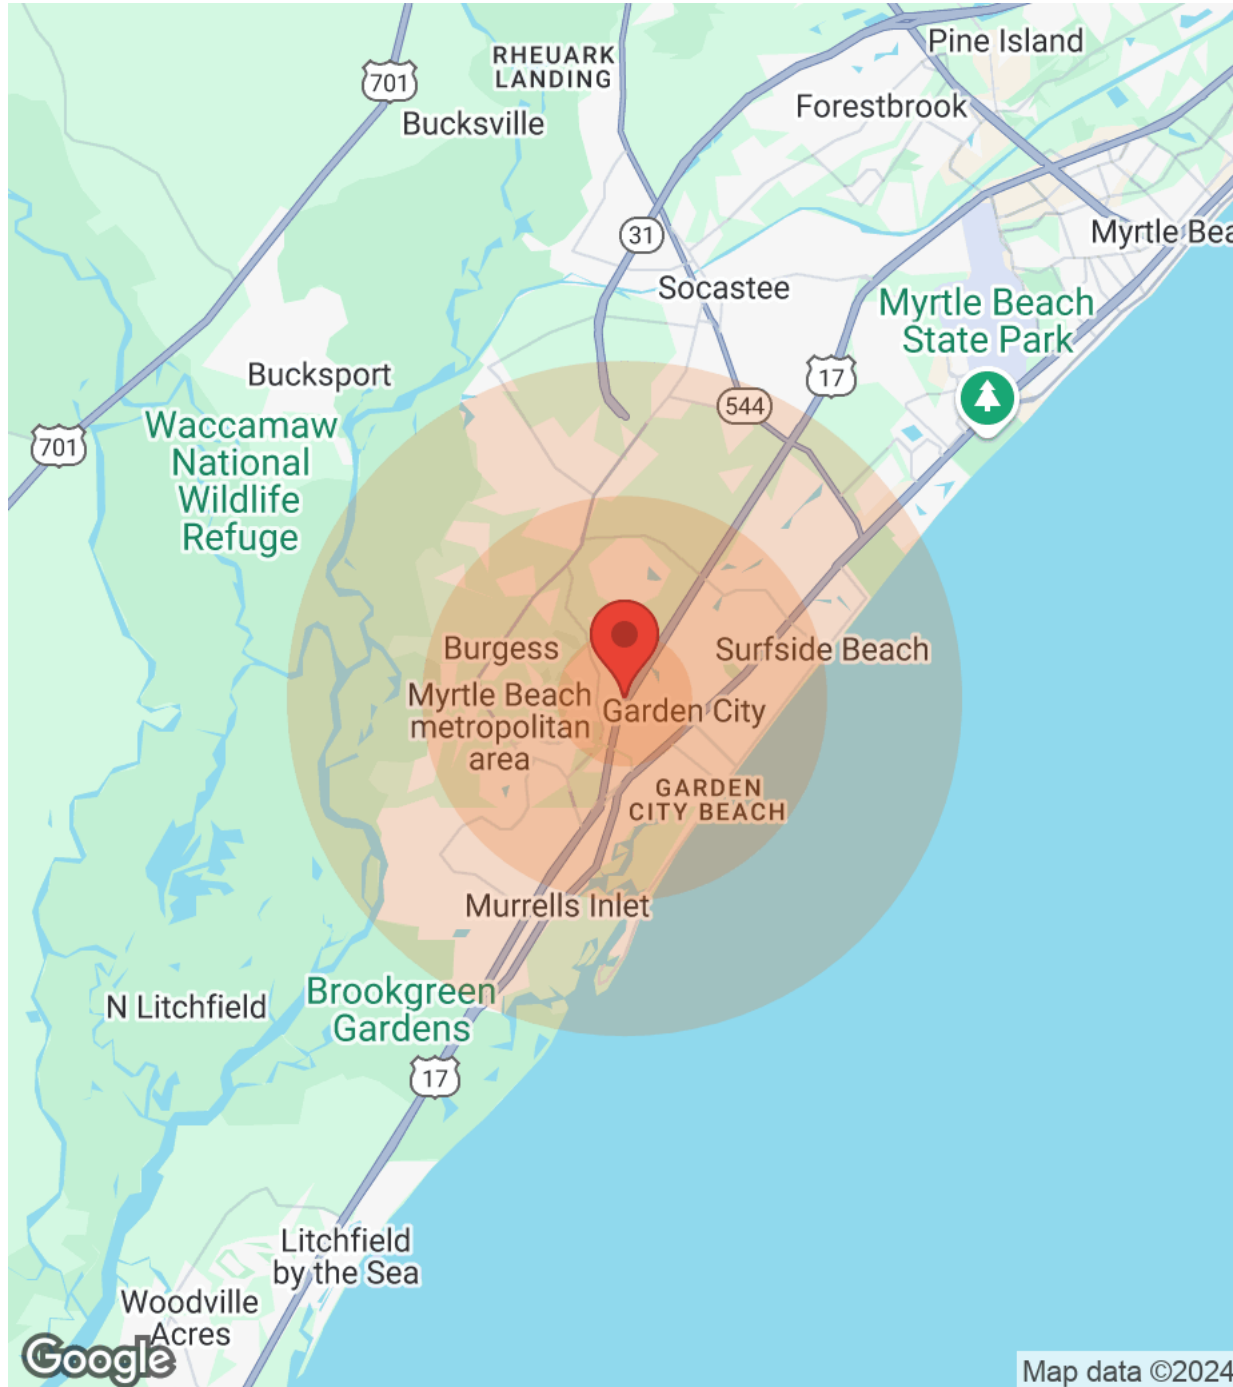 Pine Island
RHEUARK
LANDING
701
Forestbrook
Bucksville
31
Myrtle Bea
Socastee
Myrtle Beach
State Park
Bucksport
17
544
Waccamaw
National
Wildlife
Refuge
701
Burgess
Surfside Beach
Myrtle Beach
metropolitan
area
Garden City
GARDEN
CITY BEACH
Murrells Inlet
Brookgreen
Gardens
N Litchfield
17
Litchfield
by the Sea
Woodville
Acres
Google
Map data ©2024